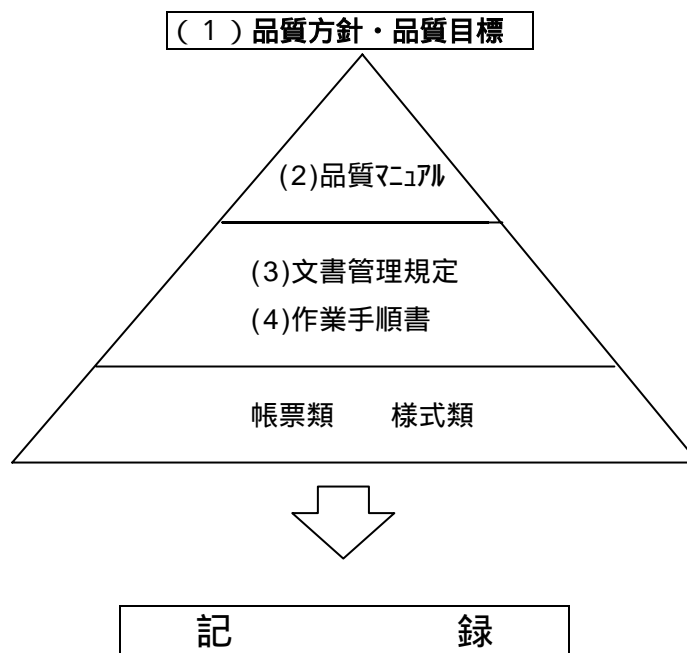 (１)品質方針・品質目標
(2)品質ﾏﾆｭｱﾙ
(3)文書管理規定
(4)作業手順書
帳票類　　様式類
記　　　　　　　録